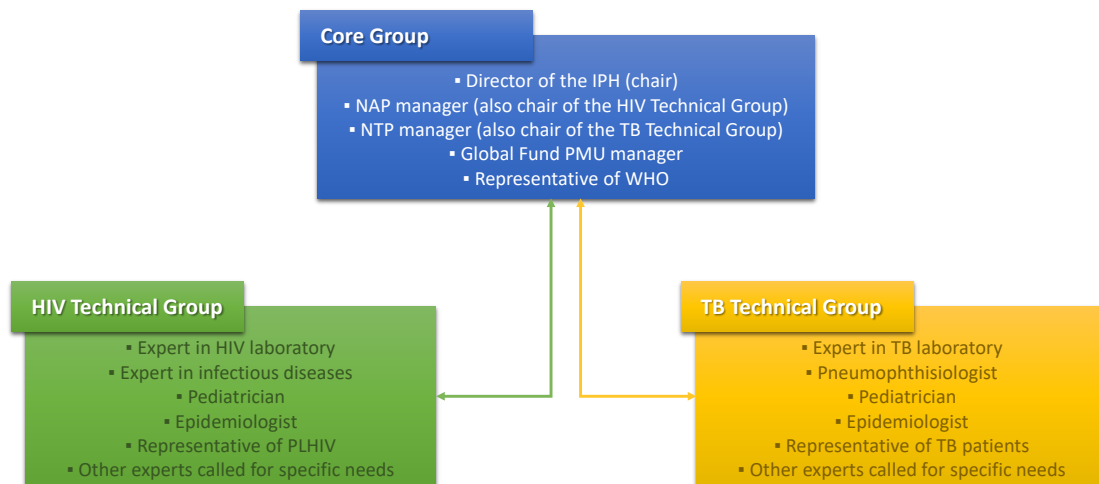 Core Group
▪ Director of the IPH (chair)
▪ NAP manager (also chair of the HIV Technical Group)
▪ NTP manager (also chair of the TB Technical Group)
▪ Global Fund PMU manager
▪ Representative of WHO
HIV Technical Group
▪ Expert in HIV laboratory
▪ Expert in infectious diseases
▪ Pediatrician
▪ Epidemiologist
▪ Representative of PLHIV
▪ Other experts called for specific needs
TB Technical Group
▪ Expert in TB laboratory
▪ Pneumophthisiologist
▪ Pediatrician
▪ Epidemiologist
▪ Representative of TB patients
▪ Other experts called for specific needs